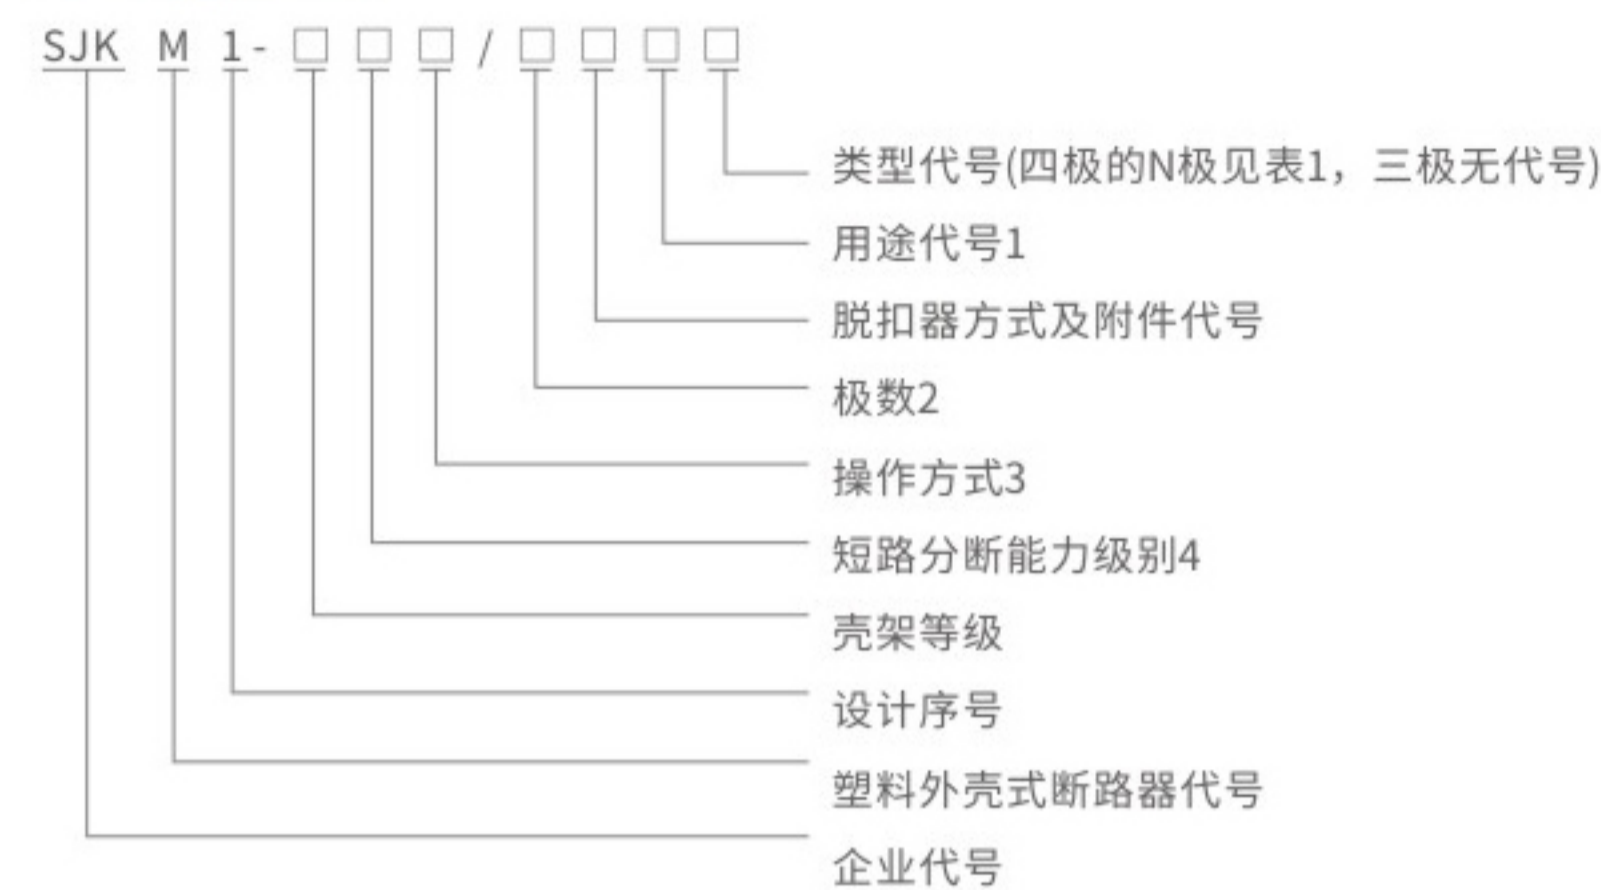 SJK M 1-□□□/□□□□
类型代号(四极的N极见表1，三极无代号)
用途代号1
脱扣器方式及附件代号
极数2
操作方式3
短路分断能力级别4
壳架等级
设计序号
塑料外壳式断路器代号
企业代号